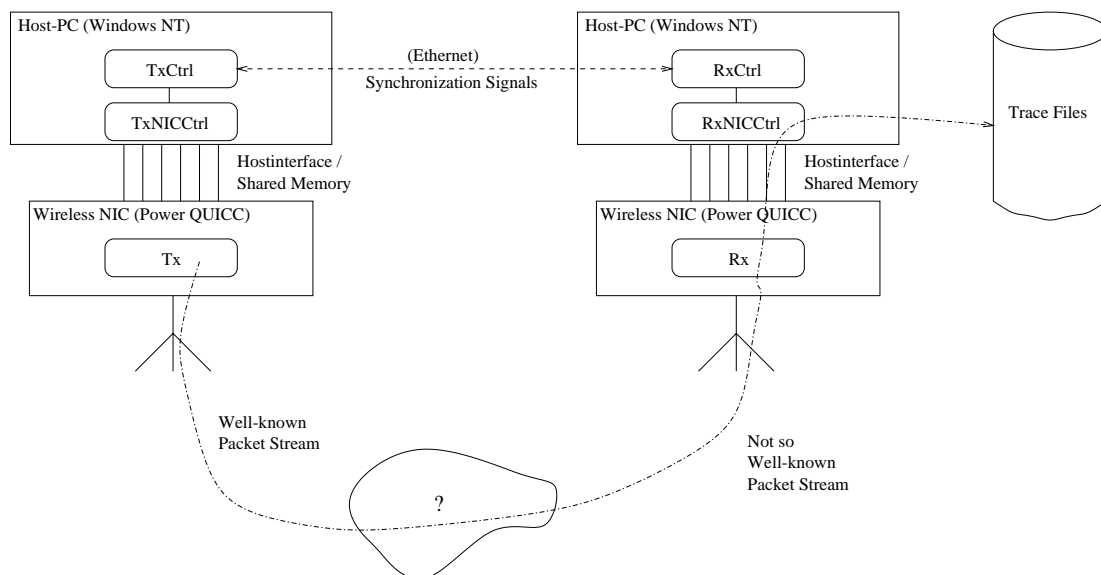 Host-PC (Windows NT)
TxCtrl
TxNICCtrl
(Ethernet)
Synchronization Signals
Host-PC (Windows NT)
RxCtrl
RxNICCtrl
Trace Files
Hostinterface /
Shared Memory
Hostinterface /
Shared Memory
Wireless NIC (Power QUICC)
Tx
Wireless NIC (Power QUICC)
Rx
Well-known
Packet Stream
Not so
Well-known
Packet Stream
?